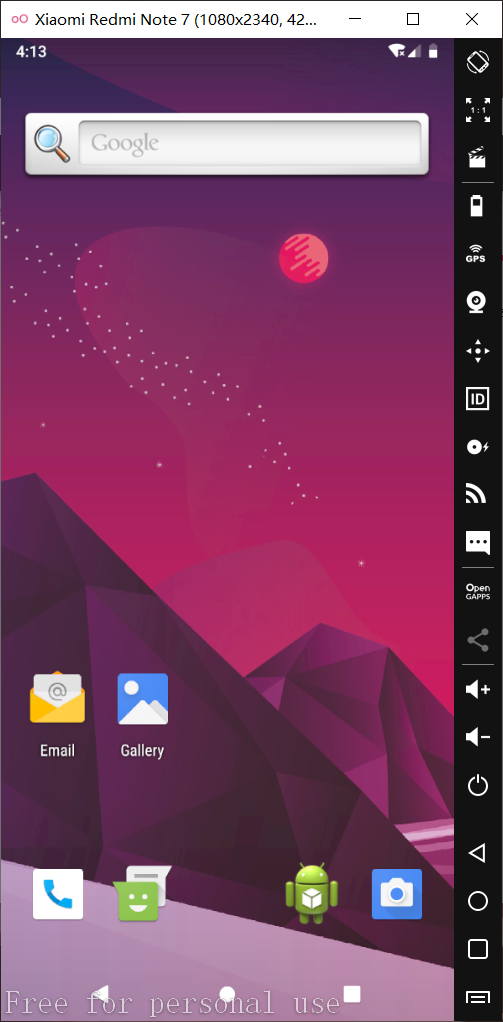 Xiaomi Redmi Note 7 (1080x2340, 42...
4:13
Google
1 : 1
GPS
ID
Open
GAPPS
@
Email
Gallery
Free for personal use